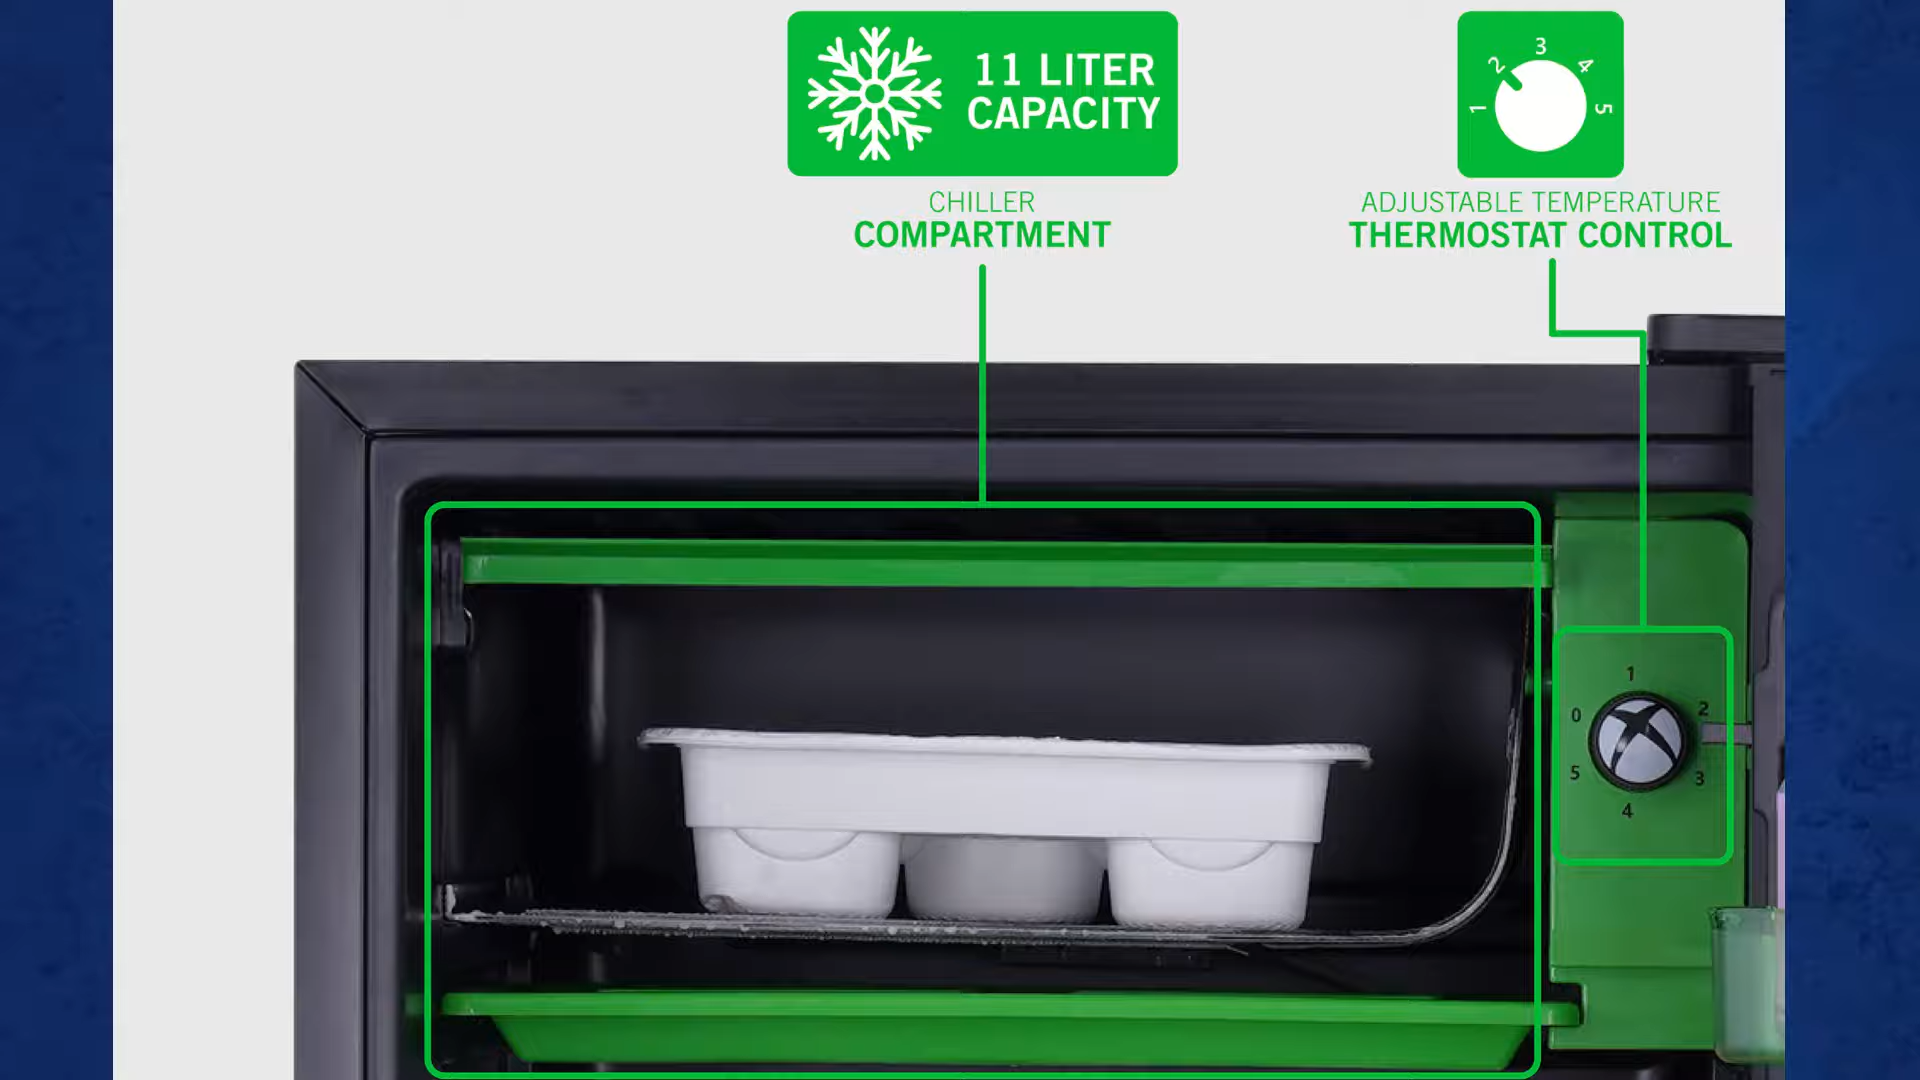 11 LITER
CAPACITY
CHILLER
COMPARTMENT
1 2 3 4 5
ADJUSTABLE TEMPERATURE
THERMOSTAT CONTROL
0 1 2 3 4 5